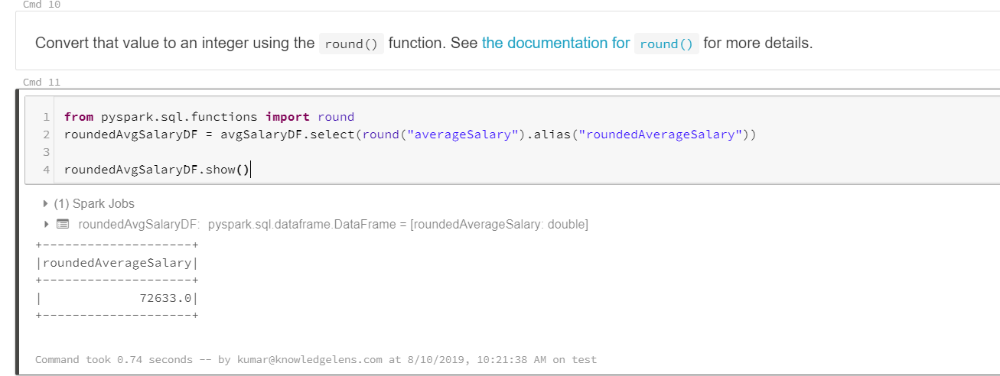 Cmd 10
Convert that value to an integer using the round() function. See the documentation for round() for more details.
Cmd 11
1 from pyspark.sql.functions import round
2 roundedAvgSalaryDF = avgSalaryDF.select(round("averageSalary").alias("roundedAverageSalary"))
3
4 roundedAvgSalaryDF.show()
(1) Spark Jobs
roundedAvgSalaryDF: pyspark.sql.dataframe.DataFrame = [roundedAverageSalary: double]
+--------------------+
|roundedAverageSalary|
+--------------------+
|             72633.0|
+--------------------+
Command took 0.74 seconds -- by kumar@knowledgelens.com at 8/10/2019, 10:21:38 AM on test